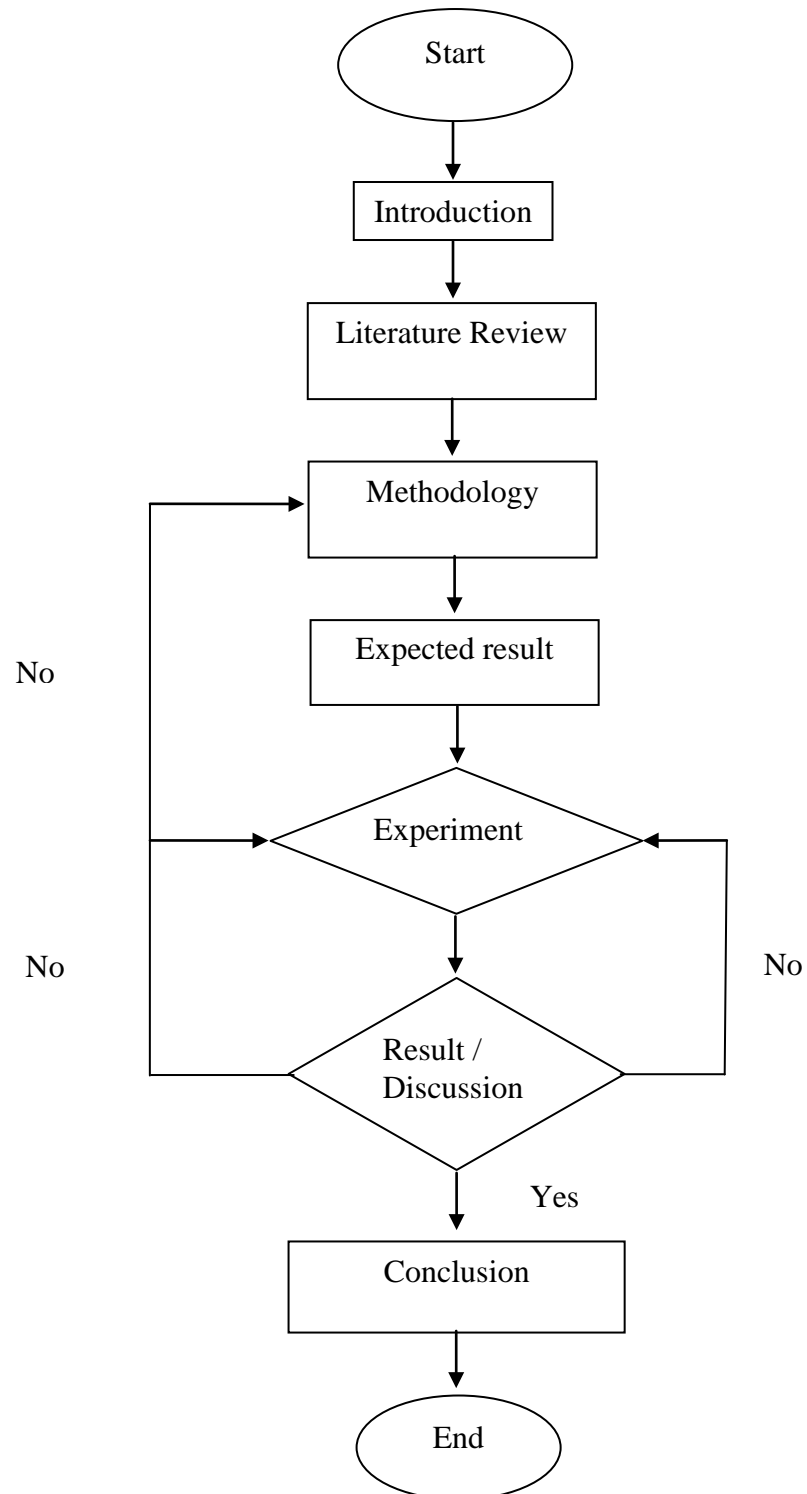 Start
Introduction
Literature Review
Methodology
Expected result
No
Experiment
No
No
Result /
Discussion
Yes
Conclusion
End